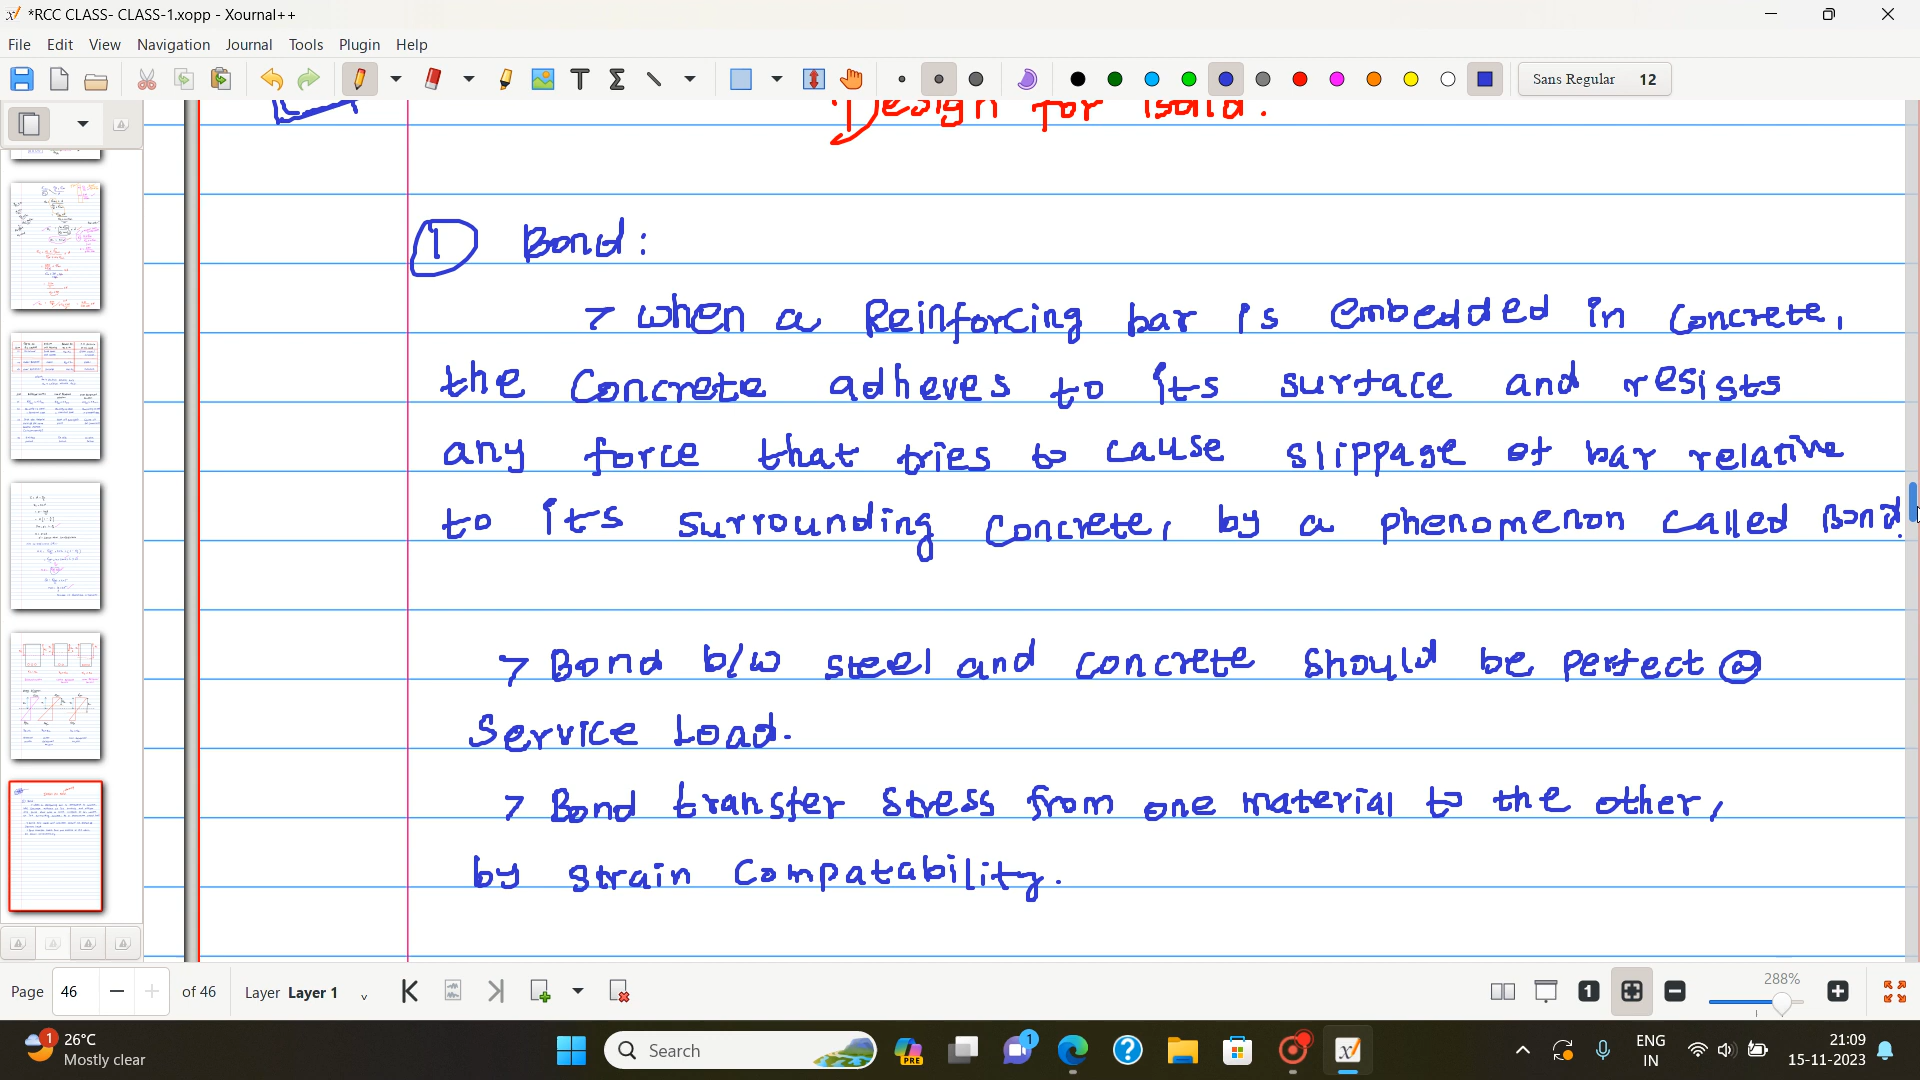 *RCC CLASS- CLASS-1.xopp - Xournal++
File Edit View Navigation Journal Tools Plugin Help
Sans Regular 12
Design for
① Bond:
→ when a Reinforcing bar is embedded in concrete,
the concrete adheves to its surface and resists
any force that tries to cause slippage of bar relative
to its surrounding concrete, by a phenomenon called Bond.
→ Bond b/w steel and concrete should be perfect @
Service Load.
→ Bond transfer stress from one material to the other,
by strain compatability.
Page 46 of 46 Layer Layer 1 288%
26°C
Mostly clear
Search
PRE
1
1
ENG
IN
21:09
15-11-2023